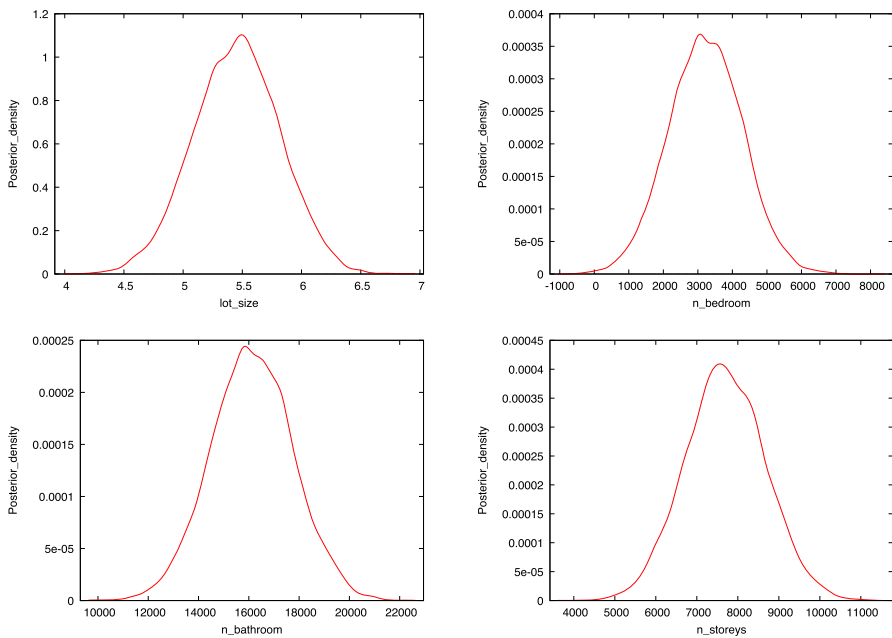 1.2
1
0.8
0.6
0.4
0.2
0
Posterior_density
4 4.5 5 5.5 6 6.5 7
lot_size
0.0004
0.00035
0.0003
0.00025
0.0002
0.00015
0.0001
5e-05
0
Posterior_density
-1000 0 1000 2000 3000 4000 5000 6000 7000 8000
n_bedroom
0.00025
0.0002
0.00015
0.0001
5e-05
0
Posterior_density
10000 12000 14000 16000 18000 20000 22000
n_bathroom
0.00045
0.0004
0.00035
0.0003
0.00025
0.0002
0.00015
0.0001
5e-05
0
Posterior_density
4000 5000 6000 7000 8000 9000 10000 11000
n_storeys